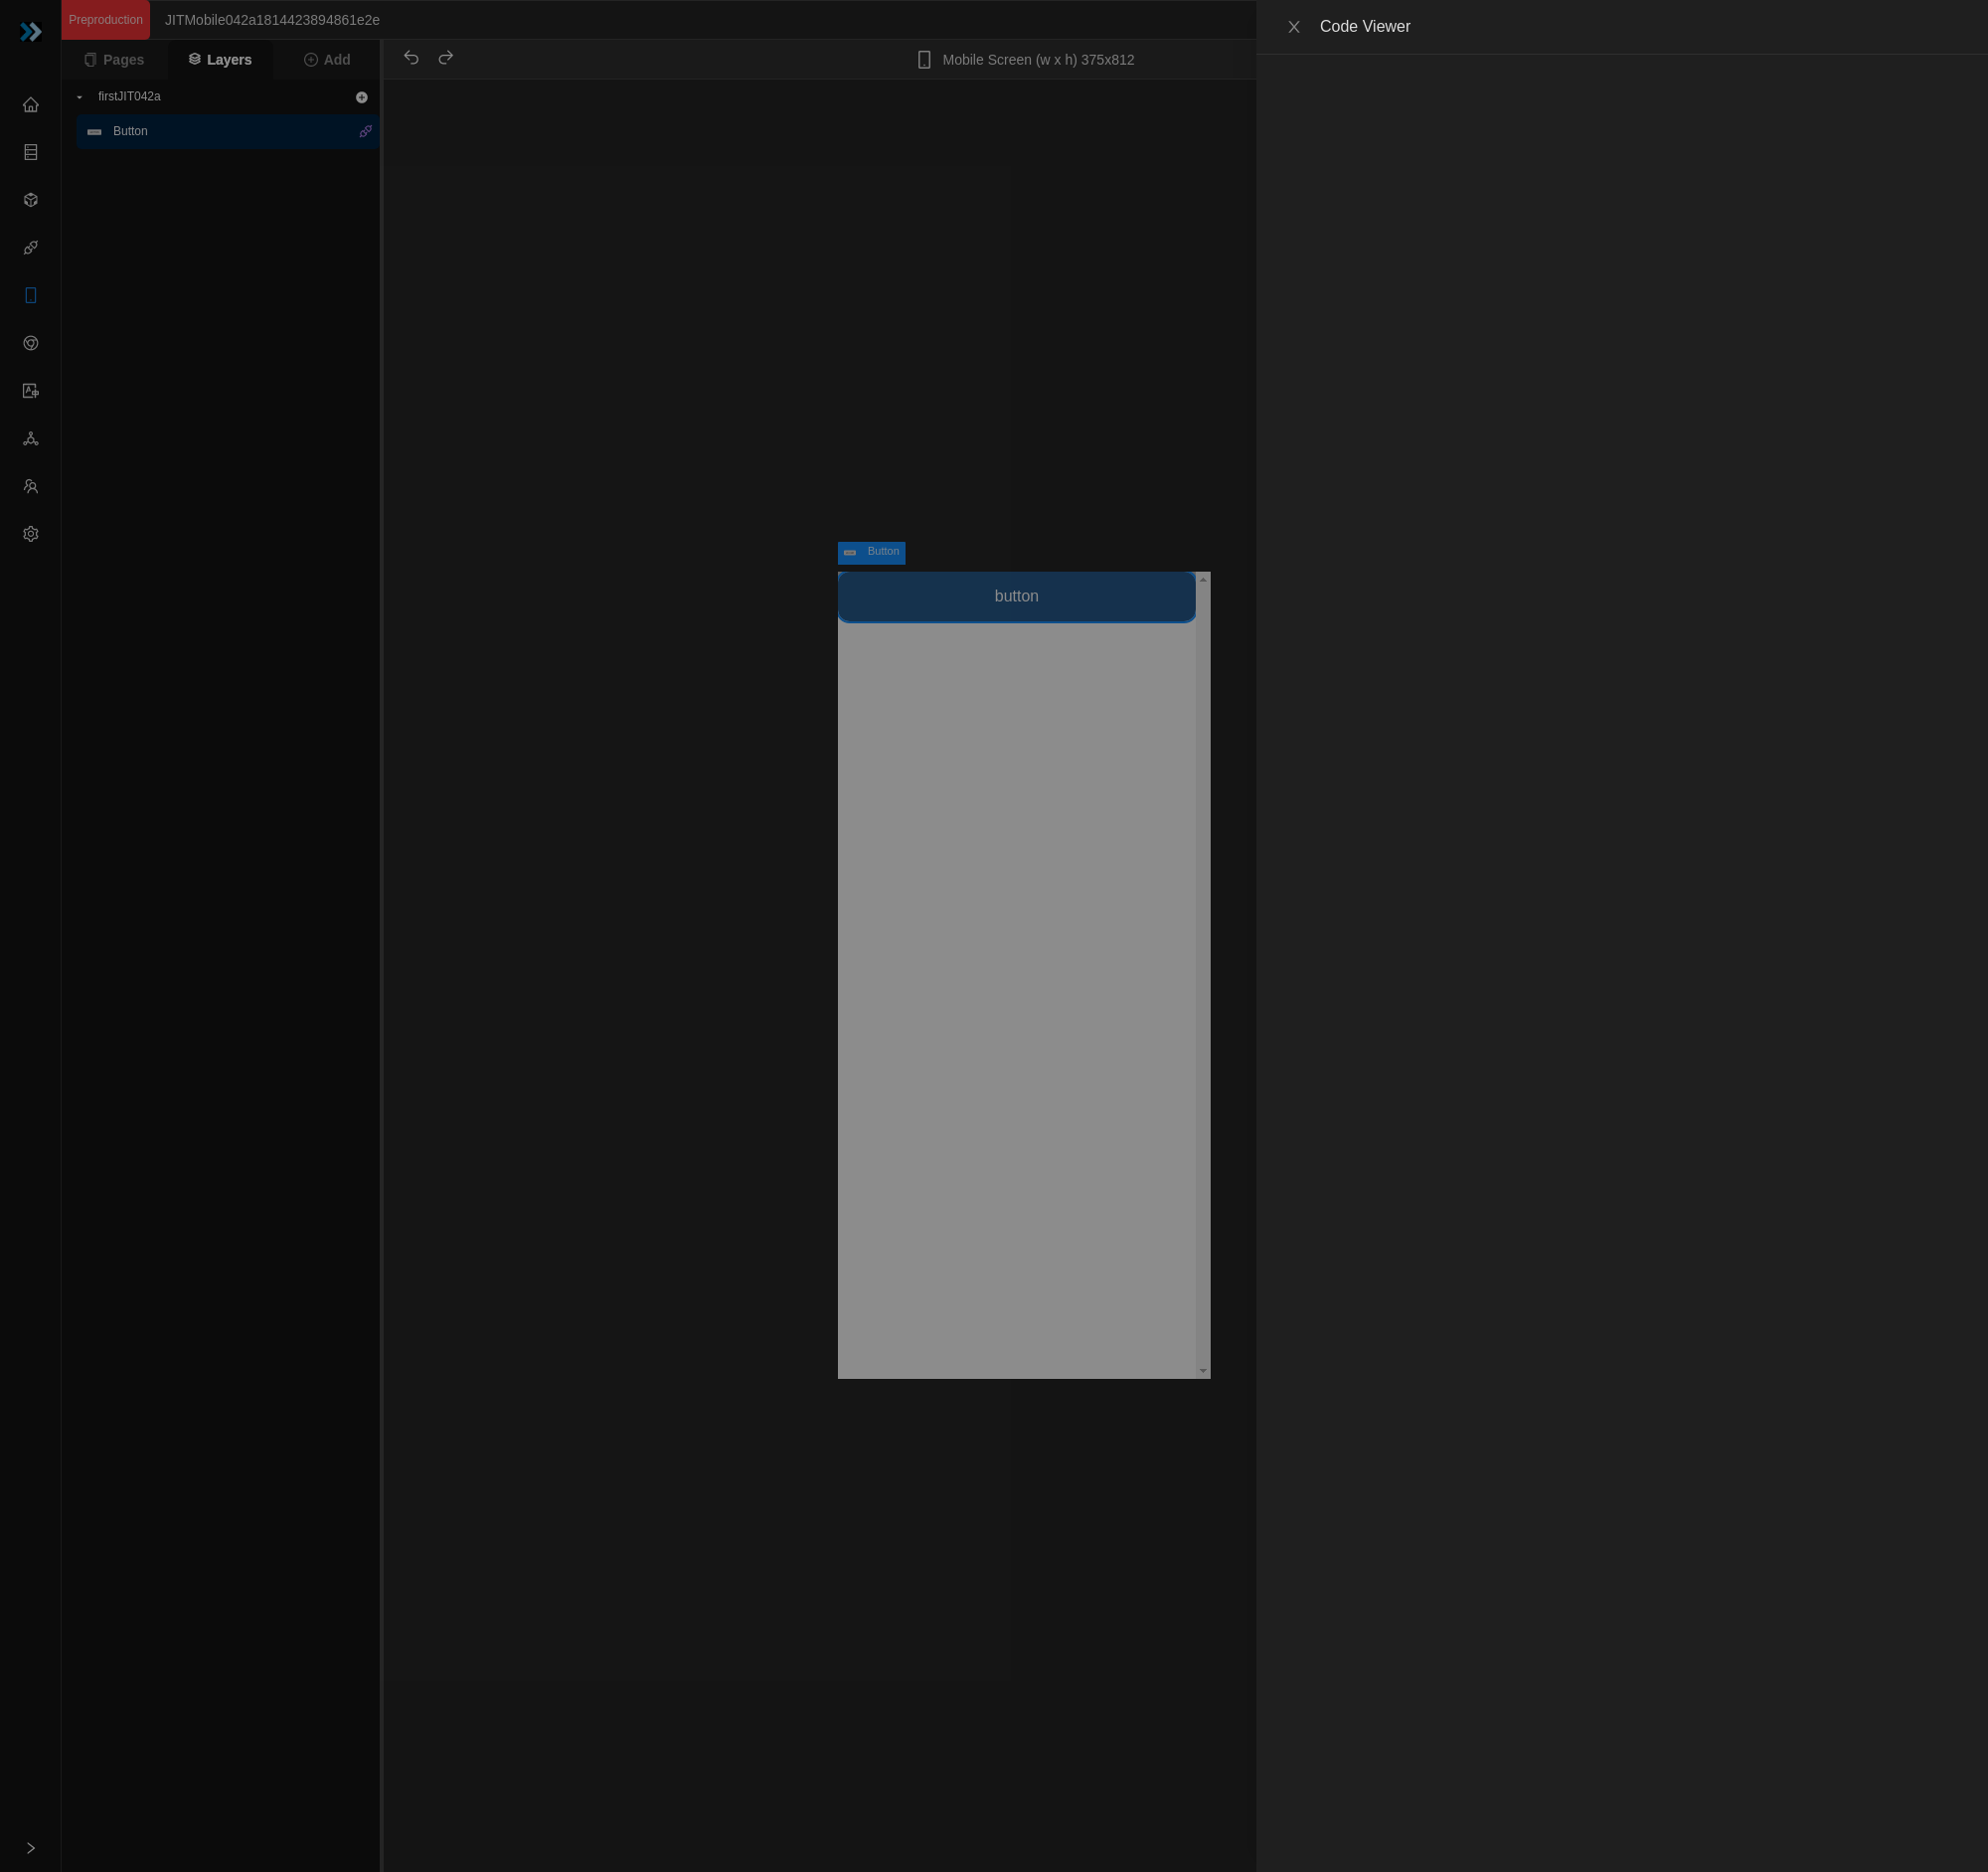 Preproduction
JITMobile042a1814423894861e2e
Code Viewer
Pages
Layers
Add
Mobile Screen (w x h) 375x812
firstJIT042a
Button
Button
button